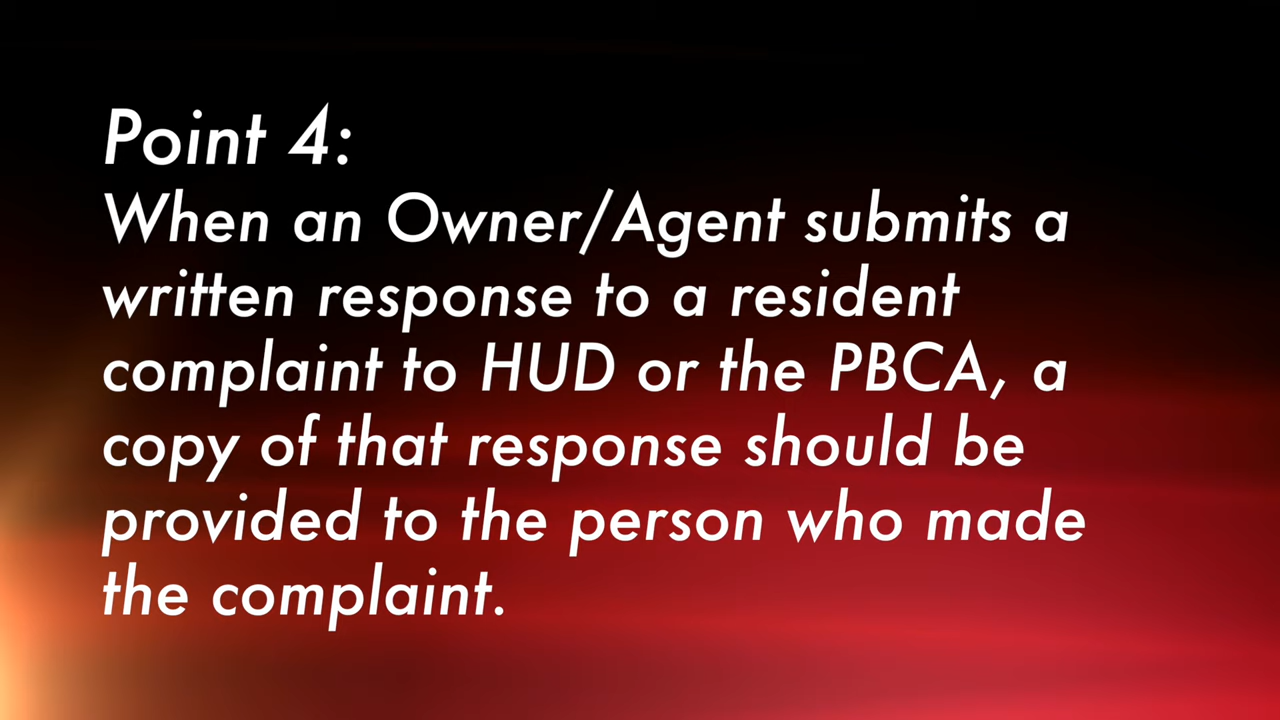 Point 4:
When an Owner/Agent submits a
written response to a resident
complaint to HUD or the PBCA, a
copy of that response should be
provided to the person who made
the complaint.